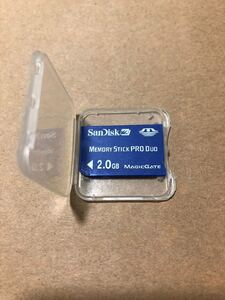 SanDisk
MEMORY STICK PRO DUO
2.0GB MAGICGATE